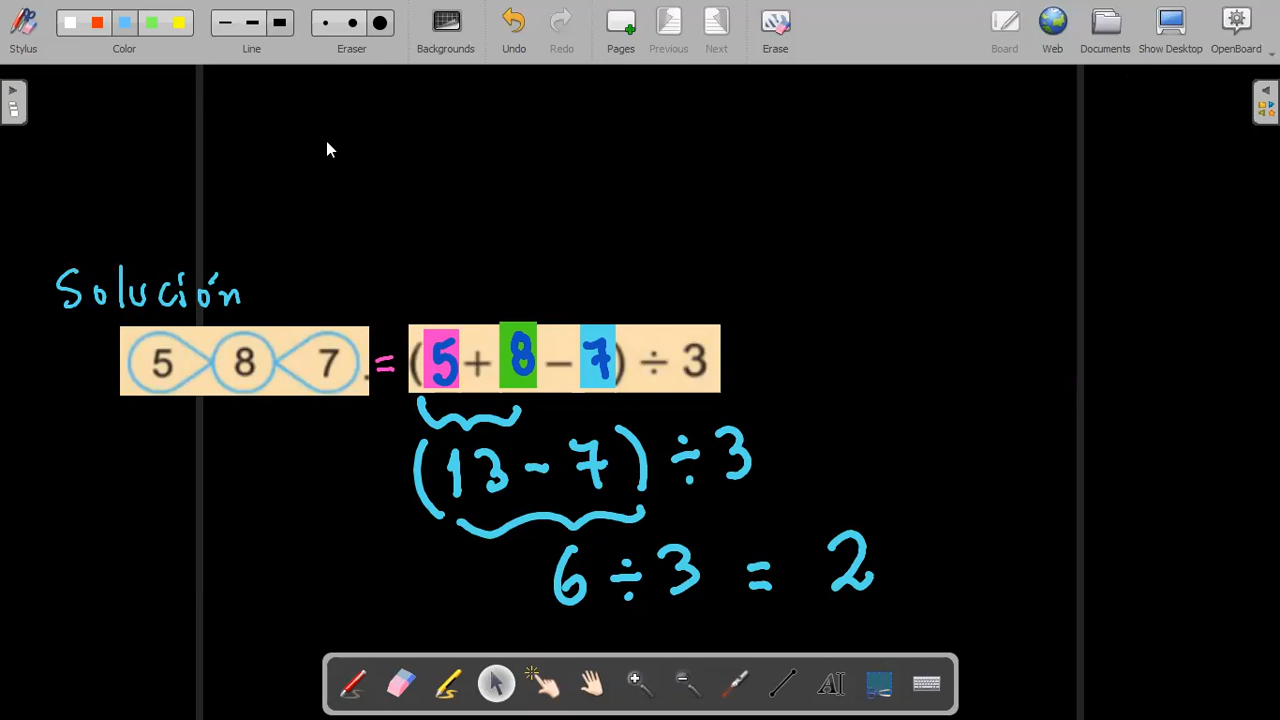 Stylus Color Line Eraser Backgrounds Undo Redo Pages Previous Next Erase Board Web Documents Show Desktop OpenBoard
Solución
5 8 7. = (5 + 8 − 7) ÷ 3
(13 - 7) ÷ 3
6 ÷ 3 = 2
AI